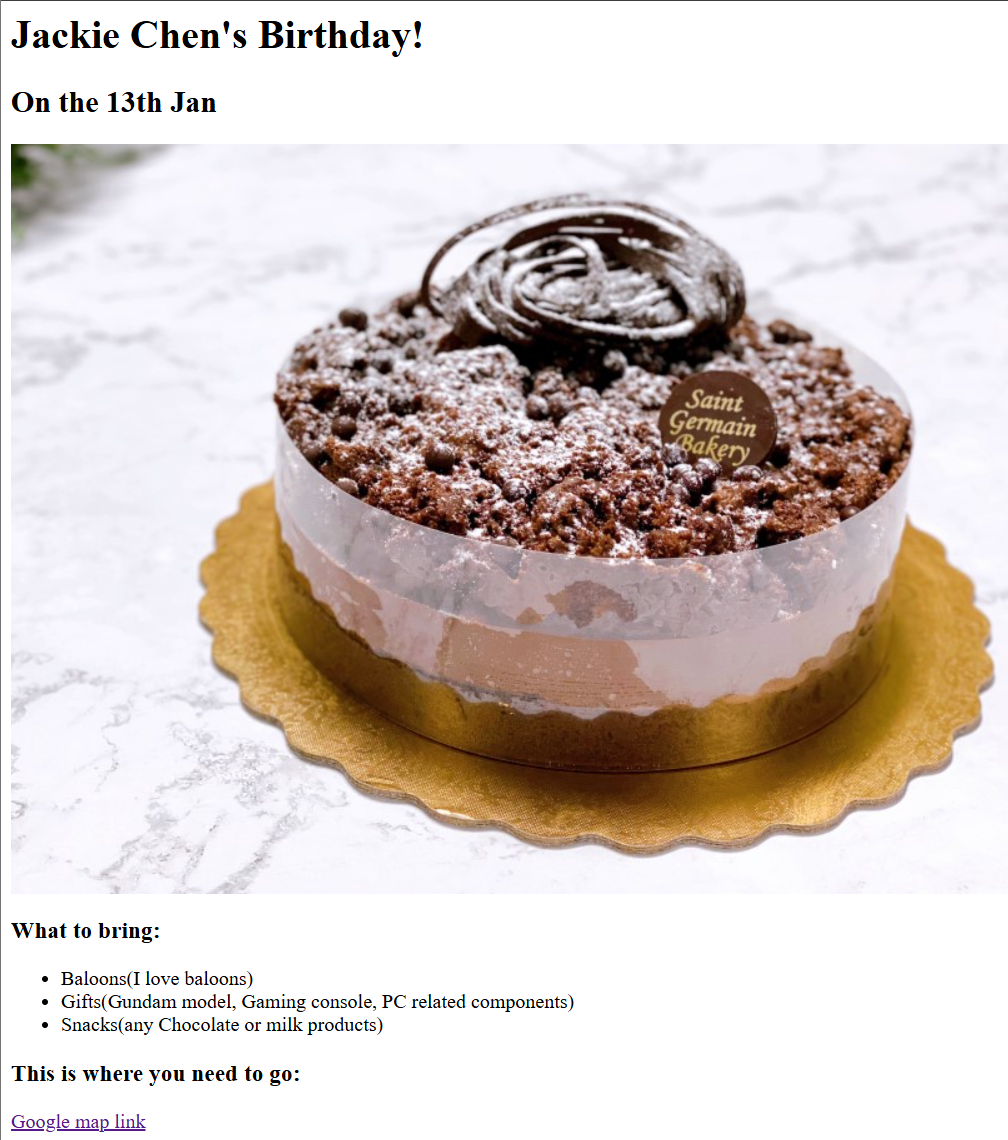 Jackie Chen's Birthday!
On the 13th Jan
Saint
Germain
Bakery
What to bring:
Baloons(I love baloons)
Gifts(Gundam model, Gaming console, PC related components)
Snacks(any Chocolate or milk products)
This is where you need to go:
Google map link